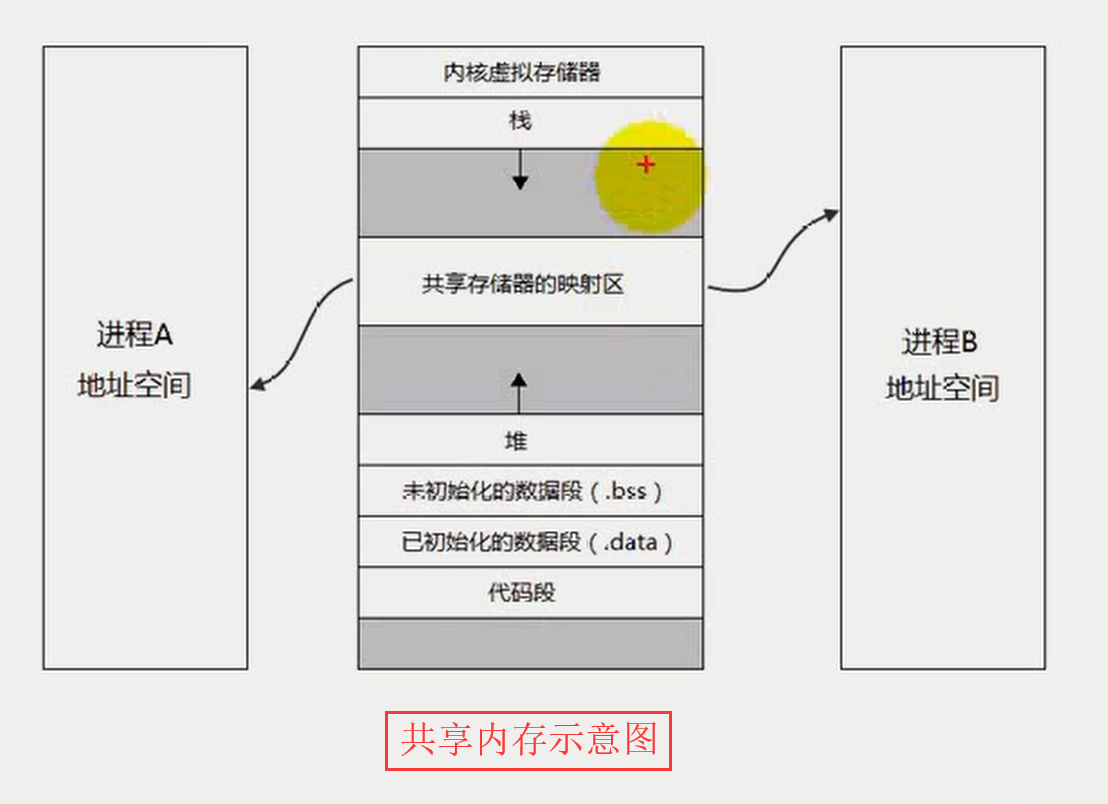 内核虚拟存储器
栈
共享存储器的映射区
进程A
地址空间
进程B
地址空间
堆
未初始化的数据段（.bss）
已初始化的数据段（.data）
代码段
共享内存示意图